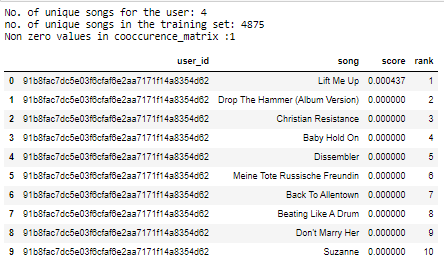 No. of unique songs for the user: 4
no. of unique songs in the training set: 4875
Non zero values in cooccurence_matrix :1
user_id song score rank
0 91b8fac7dc5e03f6cfaf6e2aa7171f14a8354d62 Lift Me Up 0.000437 1
1 91b8fac7dc5e03f6cfaf6e2aa7171f14a8354d62 Drop The Hammer (Album Version) 0.000000 2
2 91b8fac7dc5e03f6cfaf6e2aa7171f14a8354d62 Christian Resistance 0.000000 3
3 91b8fac7dc5e03f6cfaf6e2aa7171f14a8354d62 Baby Hold On 0.000000 4
4 91b8fac7dc5e03f6cfaf6e2aa7171f14a8354d62 Dissembler 0.000000 5
5 91b8fac7dc5e03f6cfaf6e2aa7171f14a8354d62 Meine Tote Russische Freundin 0.000000 6
6 91b8fac7dc5e03f6cfaf6e2aa7171f14a8354d62 Back To Allentown 0.000000 7
7 91b8fac7dc5e03f6cfaf6e2aa7171f14a8354d62 Beating Like A Drum 0.000000 8
8 91b8fac7dc5e03f6cfaf6e2aa7171f14a8354d62 Don't Marry Her 0.000000 9
9 91b8fac7dc5e03f6cfaf6e2aa7171f14a8354d62 Suzanne 0.000000 10